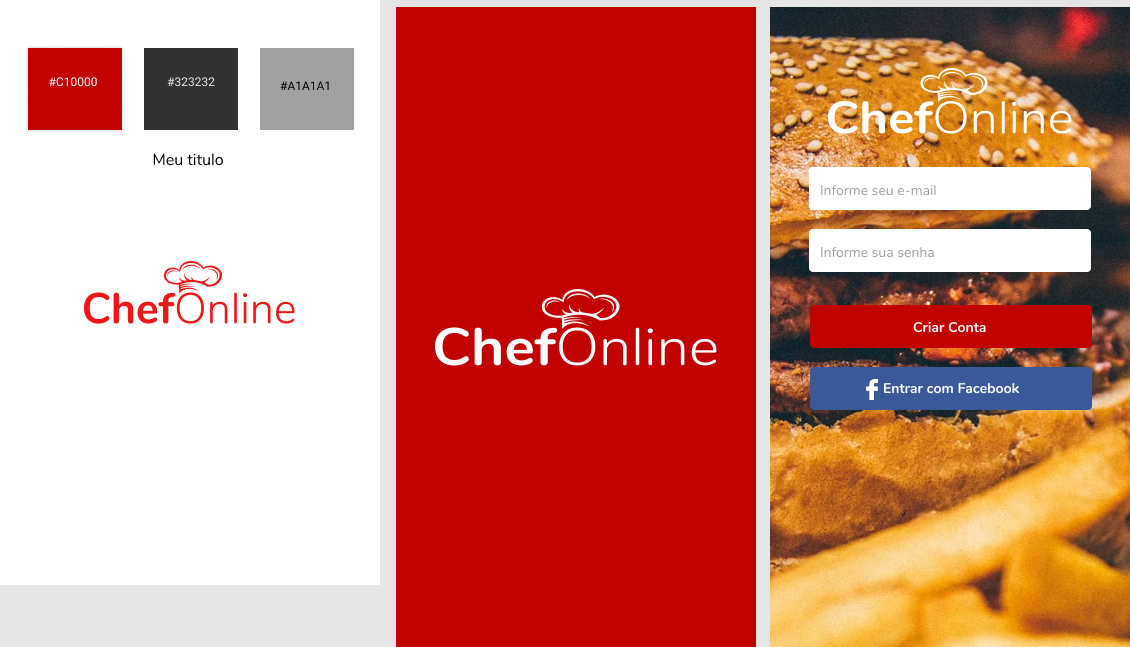 #C10000
#323232
#A1A1A1
Meu titulo
ChefOnline
ChefOnline
ChefOnline
Informe seu e-mail
Informe sua senha
Criar Conta
Entrar com Facebook